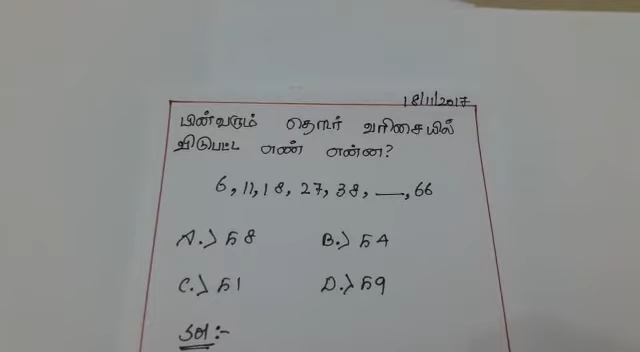 18/11/2017
பின்வரும் தொடர் வரிசையில்
விடுபட்ட எண் என்ன?
6, 11, 18, 27, 38, __, 66
A.) 58 B.) 54
C.) 51 D.) 59